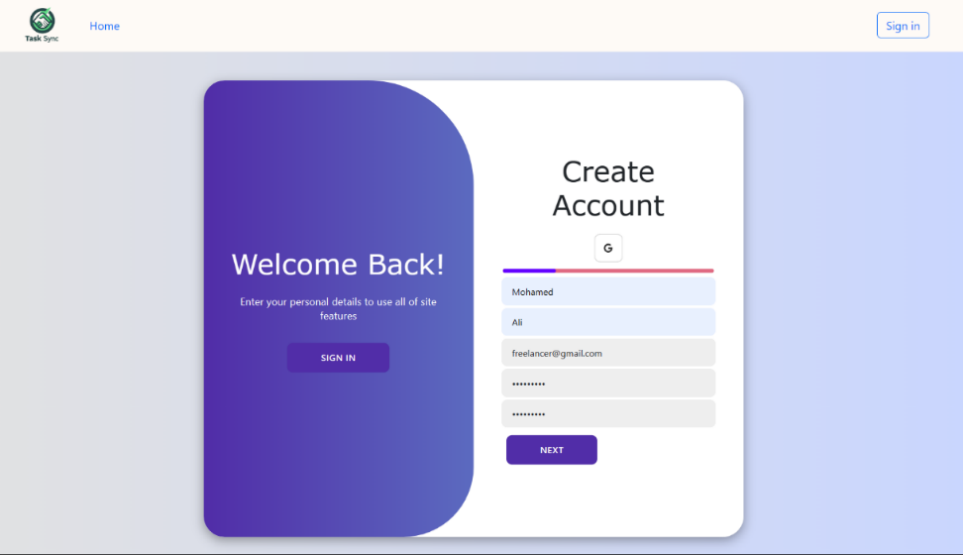 Task Sync
Home
Sign in
Welcome Back!
Enter your personal details to use all of site
features
SIGN IN
Create
Account
G
Mohamed
Ali
freelancer@gmail.com
•••••••••
•••••••••
NEXT